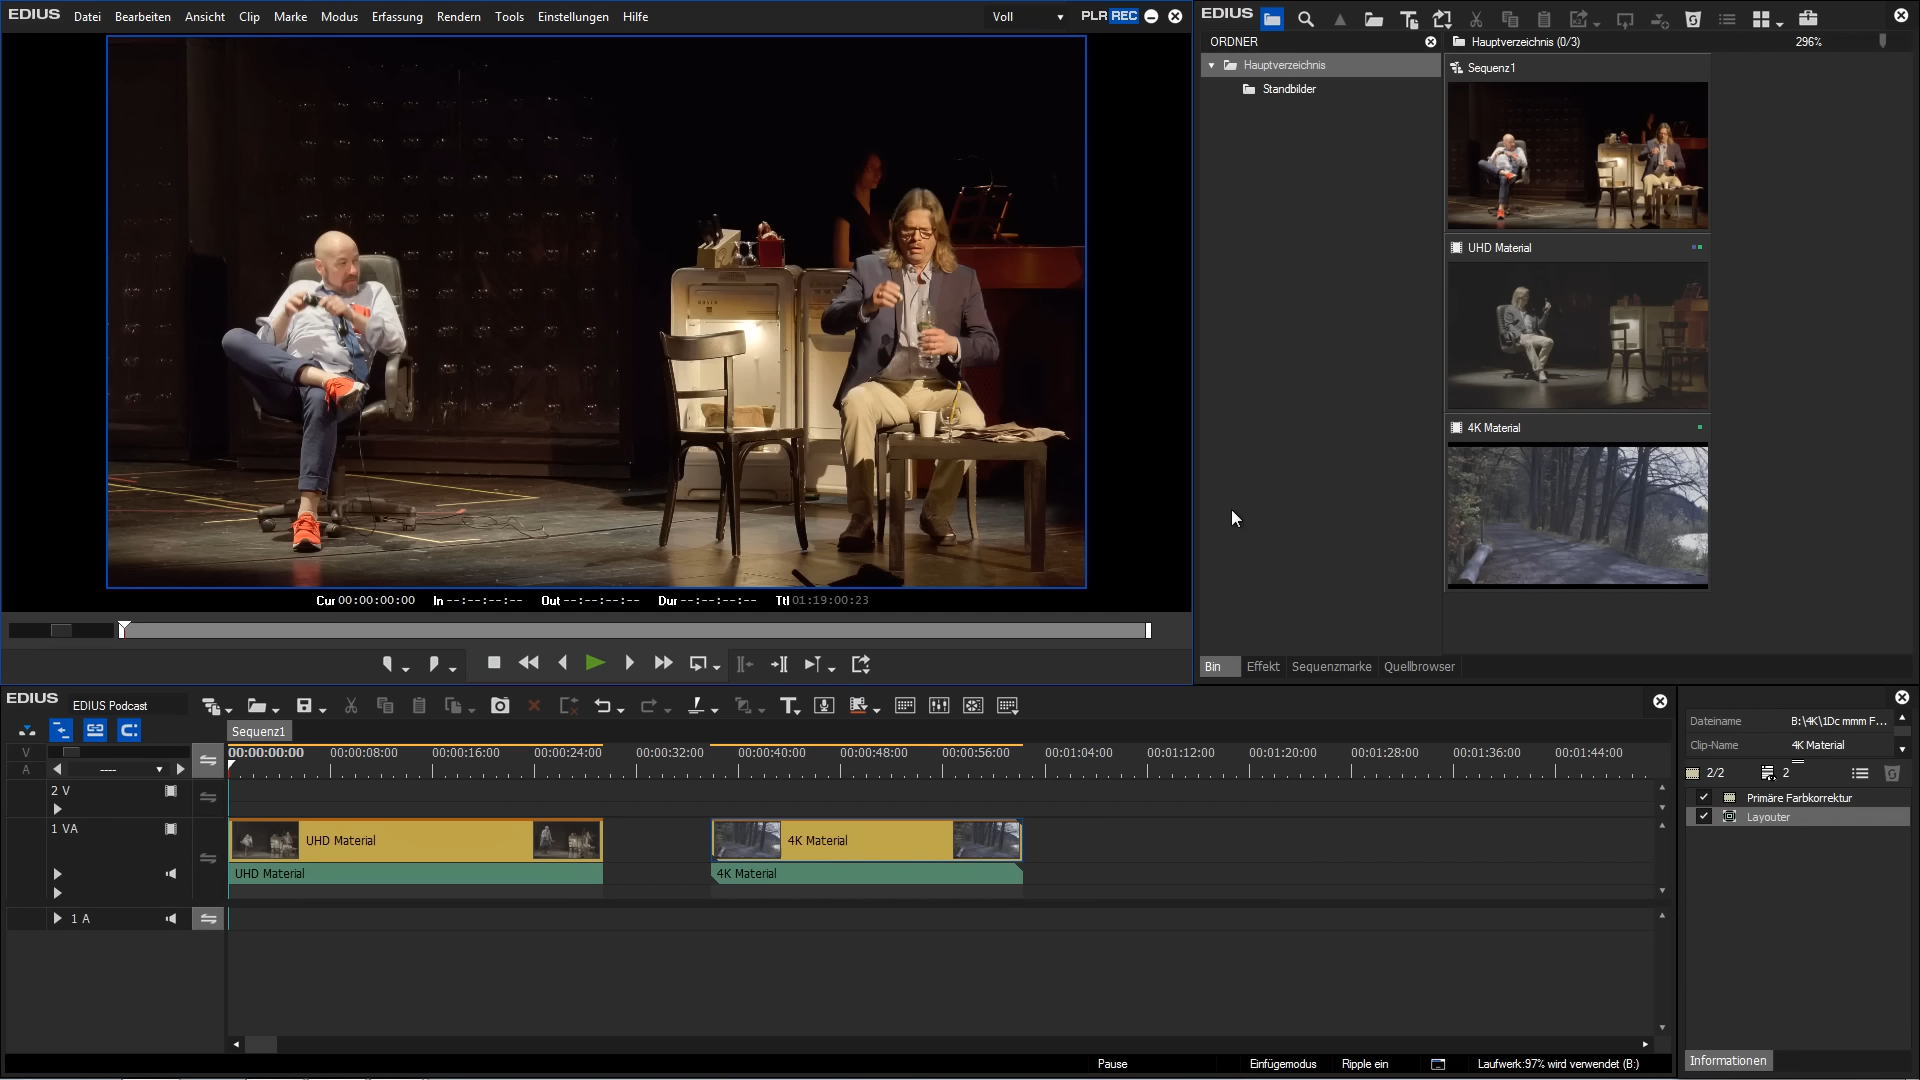 EDIUS Datei Bearbeiten Ansicht Clip Marke Modus Erfassung Rendern Tools Einstellungen Hilfe Voll PLR REC
Cur 00:00:00:00 In --:--:--:-- Out --:--:--:-- Dur --:--:--:-- Ttl 01:19:00:23
EDIUS
ORDNER
Hauptverzeichnis
Standbilder
Hauptverzeichnis (0/3) 296%
Sequenz1
UHD Material
4K Material
Bin Effekt Sequenzmarke Quellbrowser
EDIUS EDIUS Podcast
Sequenz1
V
A
----
00:00:00:00 00:00:08:00 00:00:16:00 00:00:24:00 00:00:32:00 00:00:40:00 00:00:48:00 00:00:56:00 00:01:04:00 00:01:12:00 00:01:20:00 00:01:28:00 00:01:36:00 00:01:44:00
2 V
1 VA
UHD Material
4K Material
UHD Material
4K Material
1 A
Pause Einfügemodus Ripple ein Laufwerk:97% wird verwendet (B:)
Dateiname B:\4K\1Dc mmm F...
Clip-Name 4K Material
2/2 2
Primäre Farbkorrektur
Layouter
Informationen